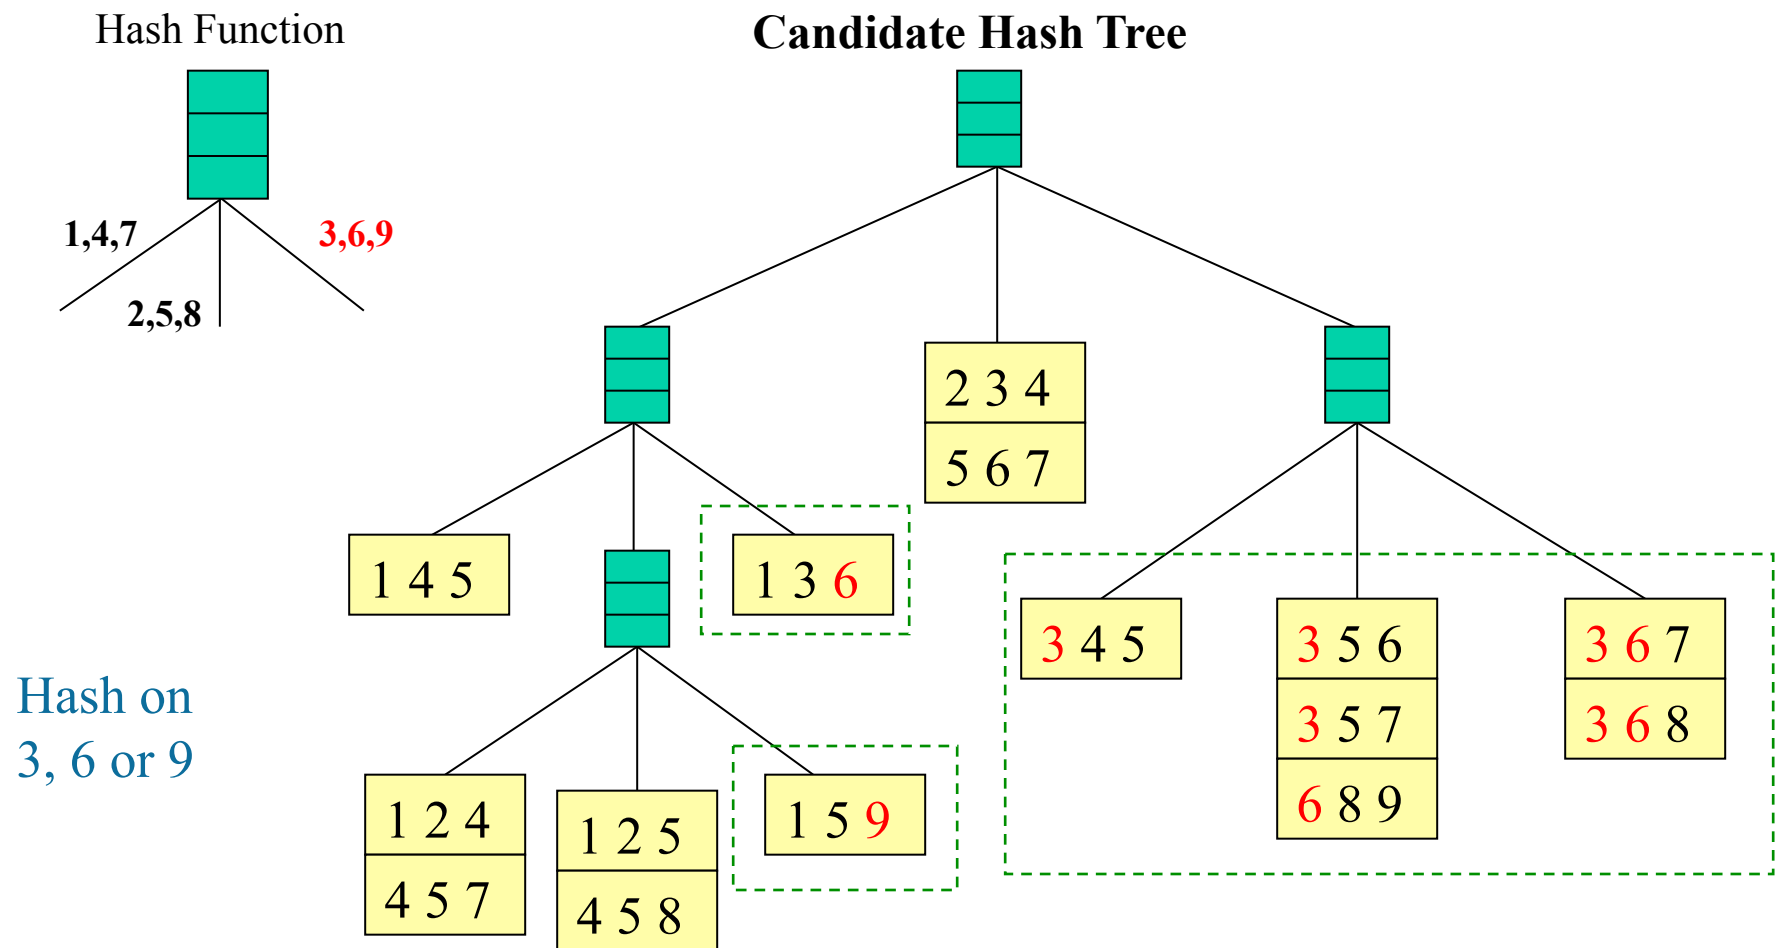 Hash Function
Candidate Hash Tree
1,4,7
3,6,9
2,5,8
2 3 4
5 6 7
1 4 5
1 3 6
3 4 5
3 5 6
3 6 7
3 5 7
3 6 8
6 8 9
Hash on
3, 6 or 9
1 2 4
1 2 5
1 5 9
4 5 7
4 5 8